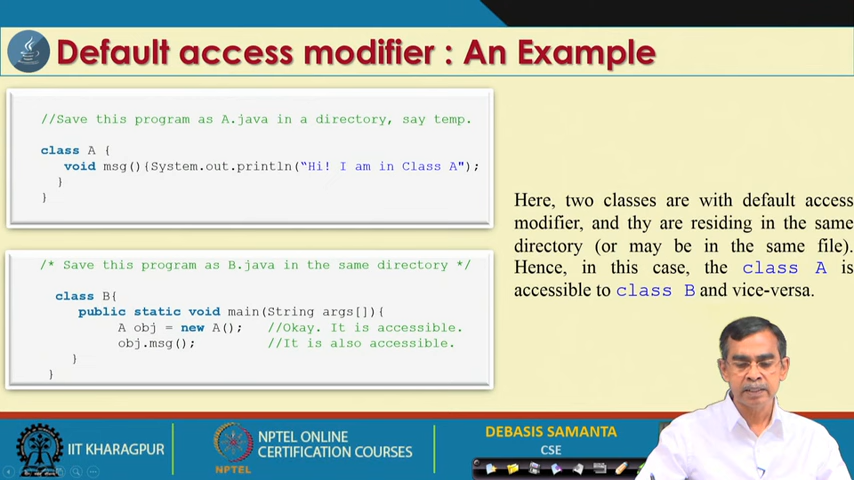 Default access modifier : An Example
//Save this program as A.java in a directory, say temp.
class A {
void msg(){System.out.println(“Hi! I am in Class A");
}
}
/* Save this program as B.java in the same directory */
class B{
public static void main(String args[]){
A obj = new A(); //Okay. It is accessible.
obj.msg(); //It is also accessible.
}
}
Here, two classes are with default access
modifier, and thy are residing in the same
directory (or may be in the same file).
Hence, in this case, the class A is
accessible to class B and vice-versa.
IIT KHARAGPUR
NPTEL
NPTEL ONLINE
CERTIFICATION COURSES
DEBASIS SAMANTA
CSE